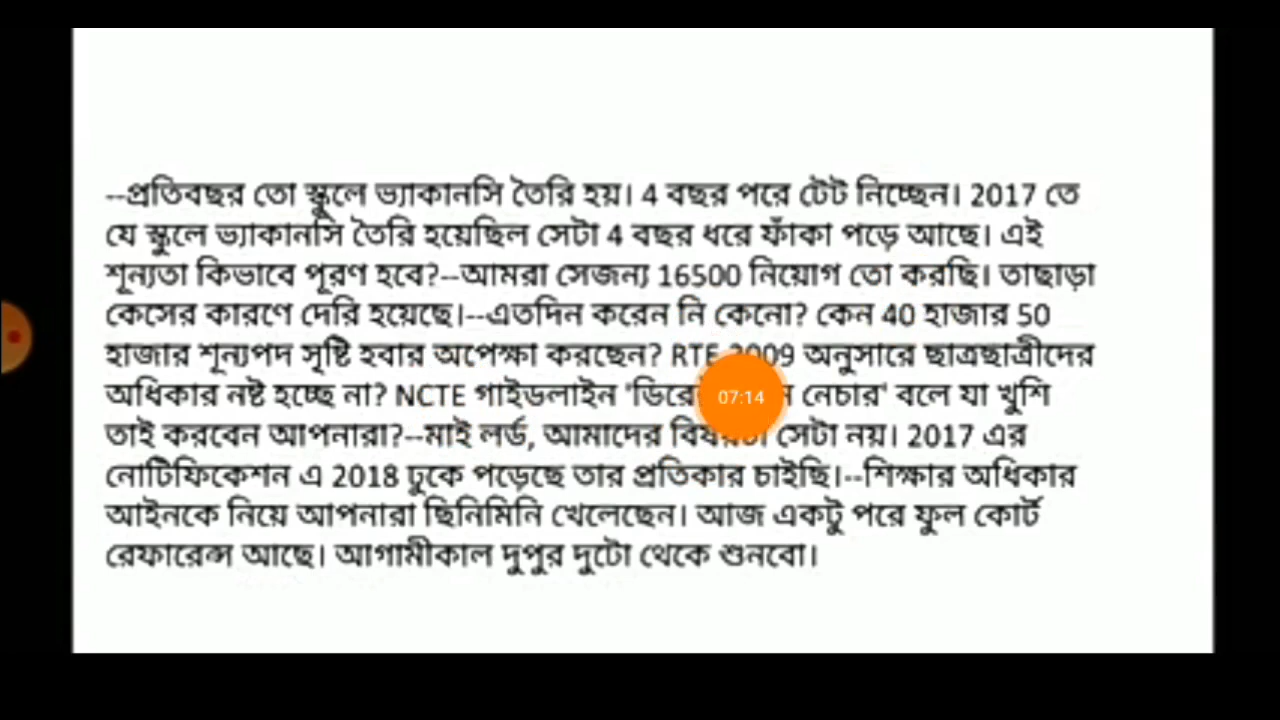 --প্রতিবছর তো স্কুলে ভ্যাকানসি তৈরি হয়। 4 বছর পরে টেট নিচ্ছেন। 2017 তে
যে স্কুলে ভ্যাকানসি তৈরি হয়েছিল সেটা 4 বছর ধরে ফাঁকা পড়ে আছে। এই
শূন্যতা কিভাবে পূরণ হবে?--আমরা সেজন্য 16500 নিয়োগ তো করছি। তাছাড়া
কেসের কারণে দেরি হয়েছে।--এতদিন করেন নি কেনো? কেন 40 হাজার 50
হাজার শূন্যপদ সৃষ্টি হবার অপেক্ষা করছেন? RTE 2009 অনুসারে ছাত্রছাত্রীদের
অধিকার নষ্ট হচ্ছে না? NCTE গাইডলাইন নেচার' বলে যা খুশি
07:14
তাই করবেন আপনারা?--মাই লর্ড, আমাদের বিষয়টা সেটা নয়। 2017 এর
নোটিফিকেশন এ 2018 ঢুকে পড়েছে তার প্রতিকার চাইছি।--শিক্ষার অধিকার
আইনকে নিয়ে আপনারা ছিনিমিনি খেলেছেন। আজ একটু পরে ফুল কোর্ট
রেফারেন্স আছে। আগামীকাল দুপুর দুটো থেকে শুনবো।